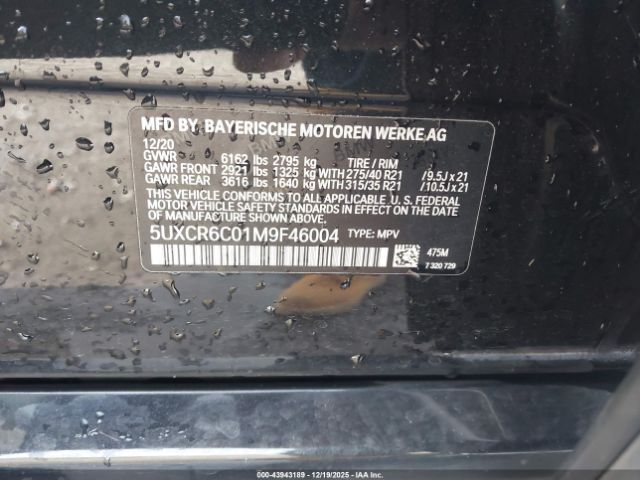 MFD BY. BAYERISCHE MOTOREN WERKE AG
12/20
GVWR 6162 lbs 2795 kg TIRE / RIM
GAWR FRONT 2921 lbs 1325 kg WITH 275/40 R21 /9.5J x 21
GAWR REAR 3616 lbs 1640 kg WITH 315/35 R21 /10.5J x 21
THIS VEHICLE CONFORMS TO ALL APPLICABLE U. S. FEDERAL
MOTOR VEHICLE SAFETY STANDARDS IN EFFECT ON
THE DATE OF MANUFACTURE SHOWN ABOVE.
5UXCR6C01M9F46004 TYPE: MPV
475M
7 320 729
000-43943189 - 12/19/2025 - IAAI.COM